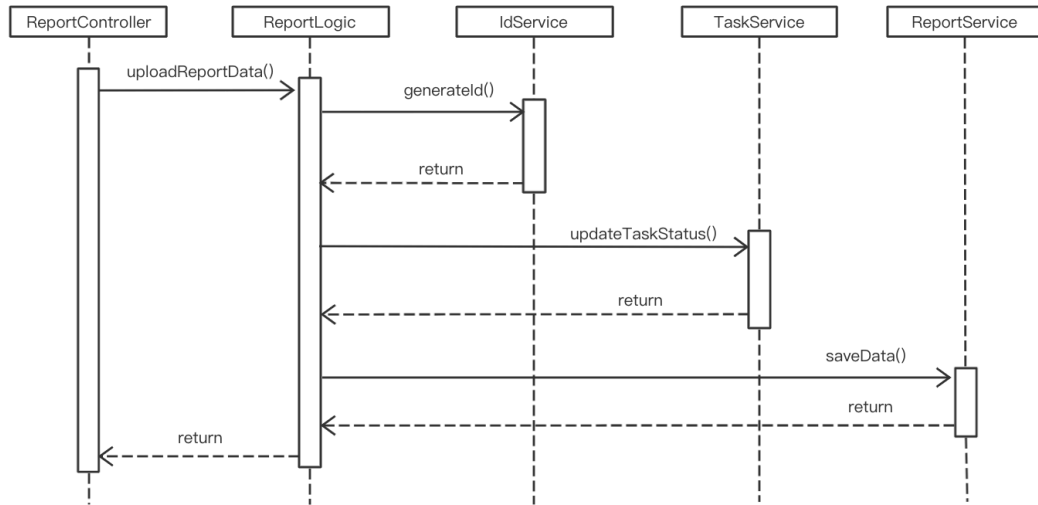 ReportController
ReportLogic
IdService
TaskService
ReportService
uploadReportData()
generateId()
return
updateTaskStatus()
return
saveData()
return
return